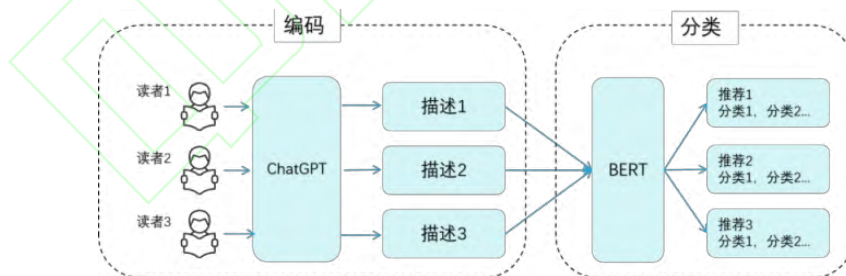 编码
分类
读者1
读者2
读者3
ChatGPT
描述1
描述2
描述3
BERT
推荐1
分类1，分类2...
推荐2
分类1，分类2...
推荐3
分类1，分类2...